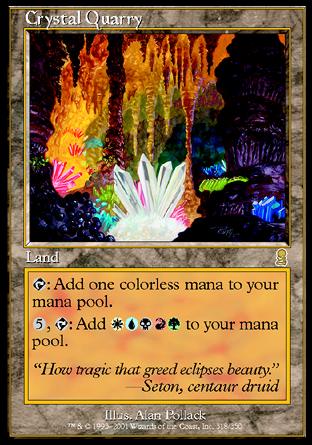 Crystal Quarry
Land
: Add one colorless mana to your
mana pool.
5, : Add to your mana
pool.
"How tragic that greed eclipses beauty."
—Seton, centaur druid
Illus. Alan Pollack
™ & © 1993–2001 Wizards of the Coast, Inc. 318/350